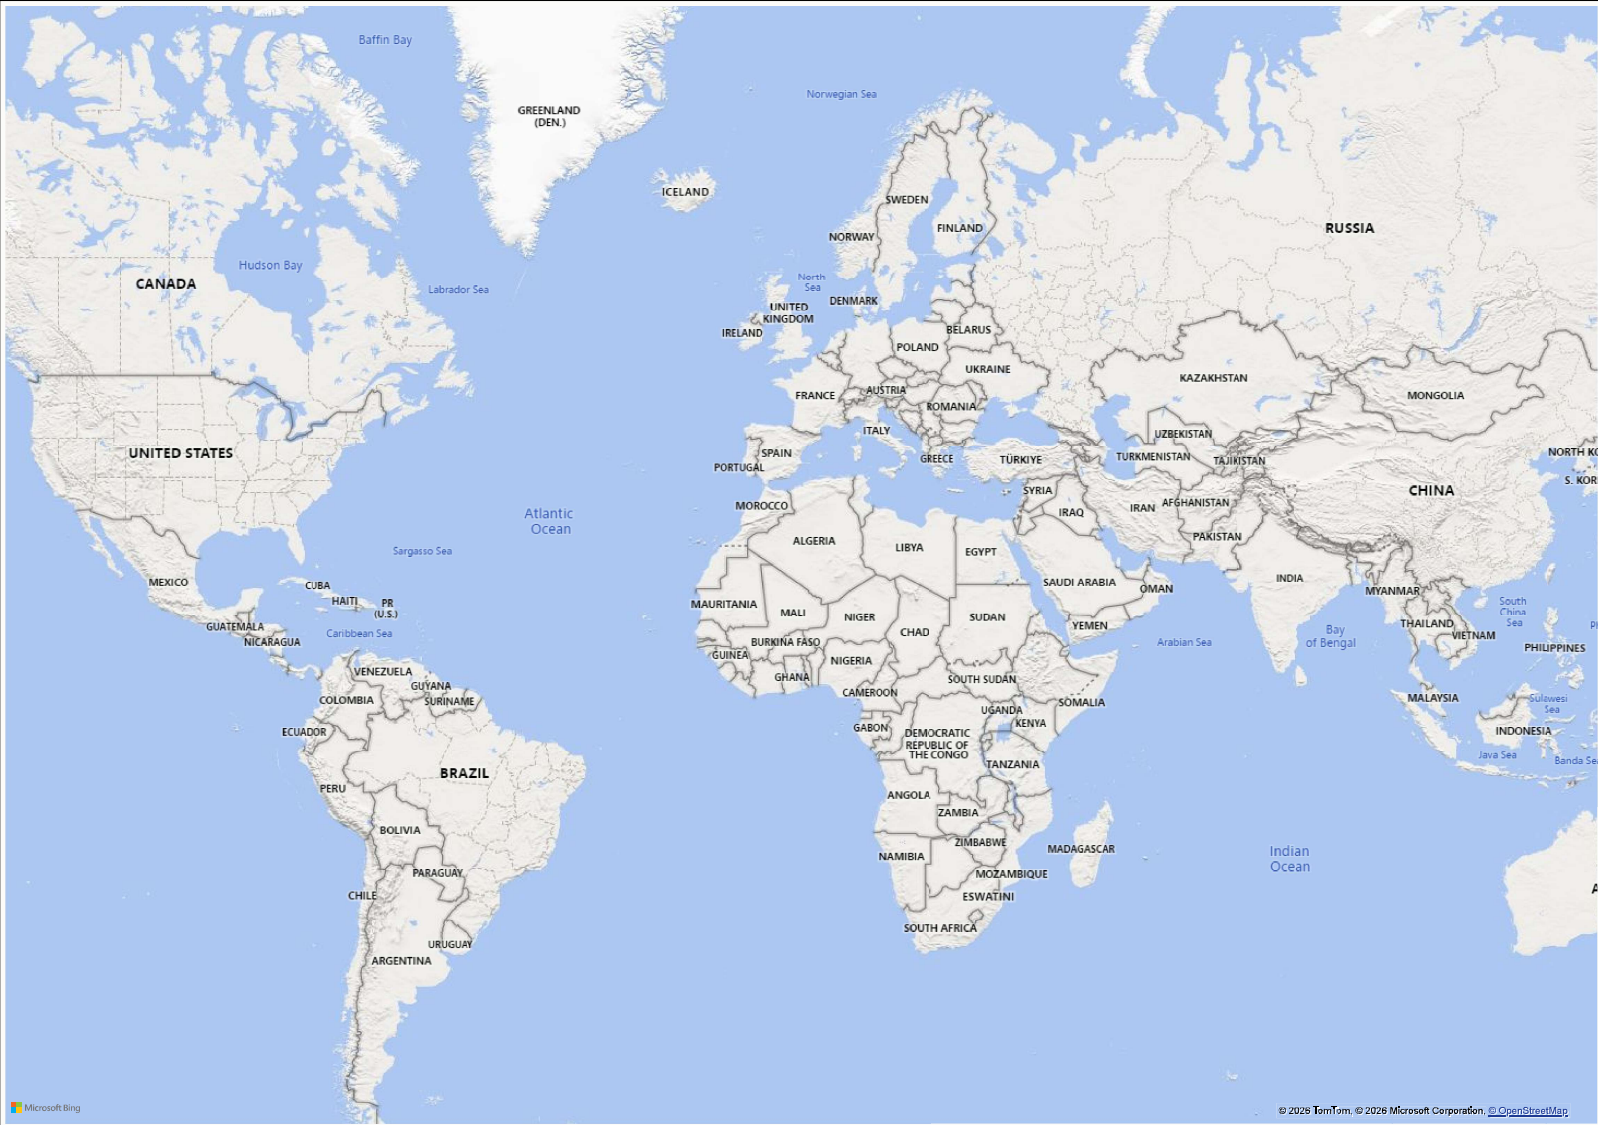 Baffin Bay
GREENLAND
(DEN.)
Norwegian Sea
ICELAND
SWEDEN
NORWAY
FINLAND
RUSSIA
Hudson Bay
CANADA
Labrador Sea
North
Sea
DENMARK
UNITED
KINGDOM
IRELAND
BELARUS
POLAND
UKRAINE
KAZAKHSTAN
FRANCE
AUSTRIA
ROMANIA
MONGOLIA
ITALY
UZBEKISTAN
UNITED STATES
SPAIN
GREECE
TÜRKIYE
TURKMENISTAN
TAJIKISTAN
NORTH KO
PORTUGAL
S. KOR
SYRIA
CHINA
MOROCCO
IRAN
AFGHANISTAN
IRAQ
Atlantic
Ocean
PAKISTAN
ALGERIA
LIBYA
EGYPT
Sargasso Sea
MEXICO
CUBA
SAUDI ARABIA
OMAN
INDIA
MYANMAR
HAITI
PR
(U.S.)
MAURITANIA
MALI
NIGER
SUDAN
South
China
Sea
GUATEMALA
Caribbean Sea
CHAD
YEMEN
THAILAND
NICARAGUA
BURKINA FASO
Arabian Sea
Bay
of Bengal
VIETNAM
PHILIPPINES
GUINEA
NIGERIA
VENEZUELA
GHANA
SOUTH SUDAN
GUYANA
CAMEROON
COLOMBIA
SURINAME
SOMALIA
MALAYSIA
Sulawesi
Sea
UGANDA
KENYA
ECUADOR
GABON
DEMOCRATIC
REPUBLIC OF
THE CONGO
INDONESIA
Java Sea
Banda Se
TANZANIA
BRAZIL
PERU
ANGOLA
ZAMBIA
BOLIVIA
ZIMBABWE
MADAGASCAR
NAMIBIA
Indian
Ocean
PARAGUAY
MOZAMBIQUE
CHILE
ESWATINI
SOUTH AFRICA
URUGUAY
ARGENTINA
Microsoft Bing
© 2026 TomTom, © 2026 Microsoft Corporation, © OpenStreetMap